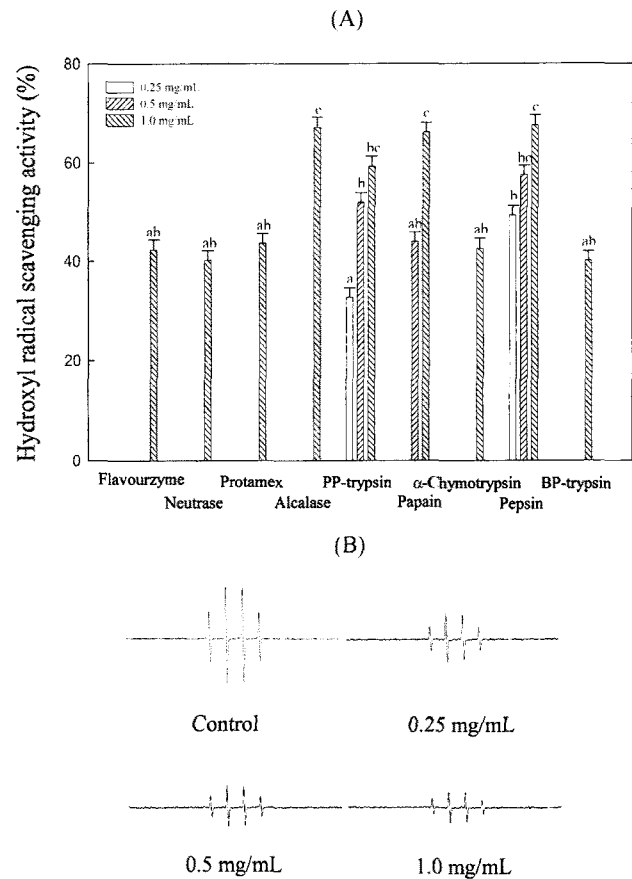 (A)
Hydroxyl radical scavenging activity (%)
80
60
40
20
0
0.25 mg/mL
0.5 mg/mL
1.0 mg/mL
ab
ab
ab
c
a
b
bc
ab
c
ab
b
bc
c
ab
Flavourzyme
Neutrase
Protamex
Alcalase
PP-trypsin
Papain
α-Chymotrypsin
Pepsin
BP-trypsin
(B)
Control
0.25 mg/mL
0.5 mg/mL
1.0 mg/mL